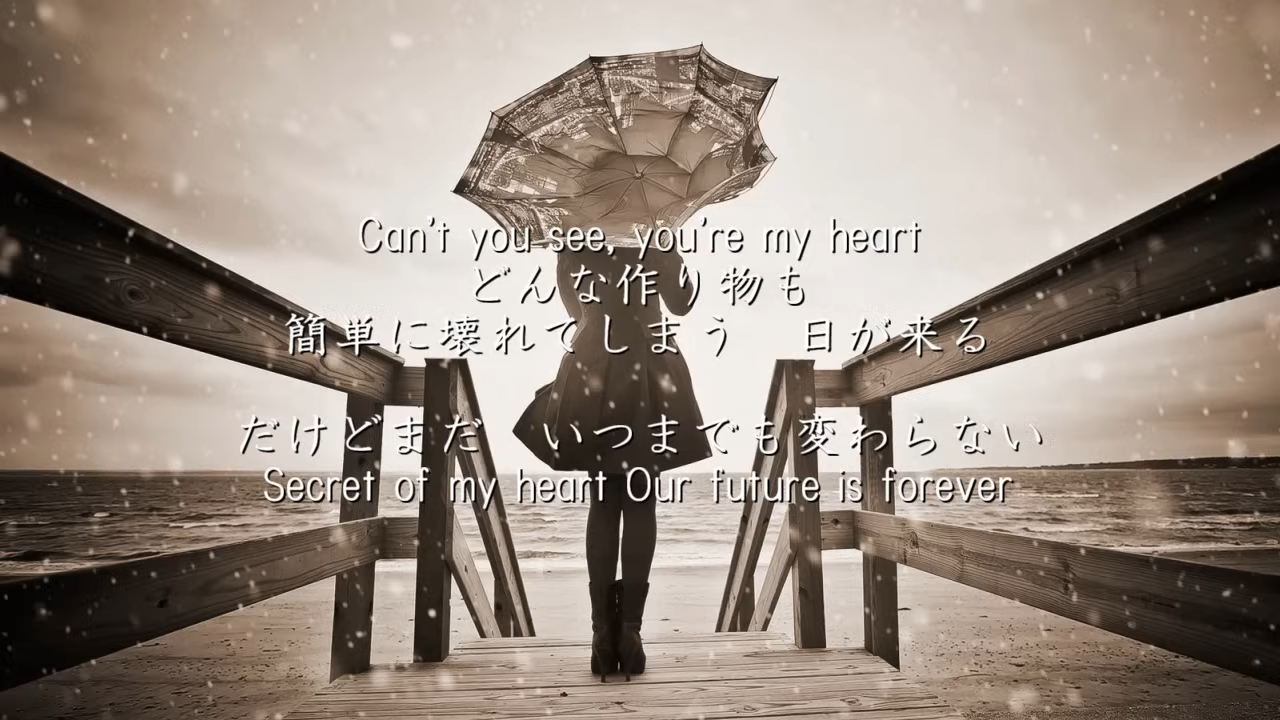 Can't you see, you're my heart
どんな作り物も
簡単に壊れてしまう　日が来る
だけどまだ　いつまでも変わらない
Secret of my heart Our future is forever